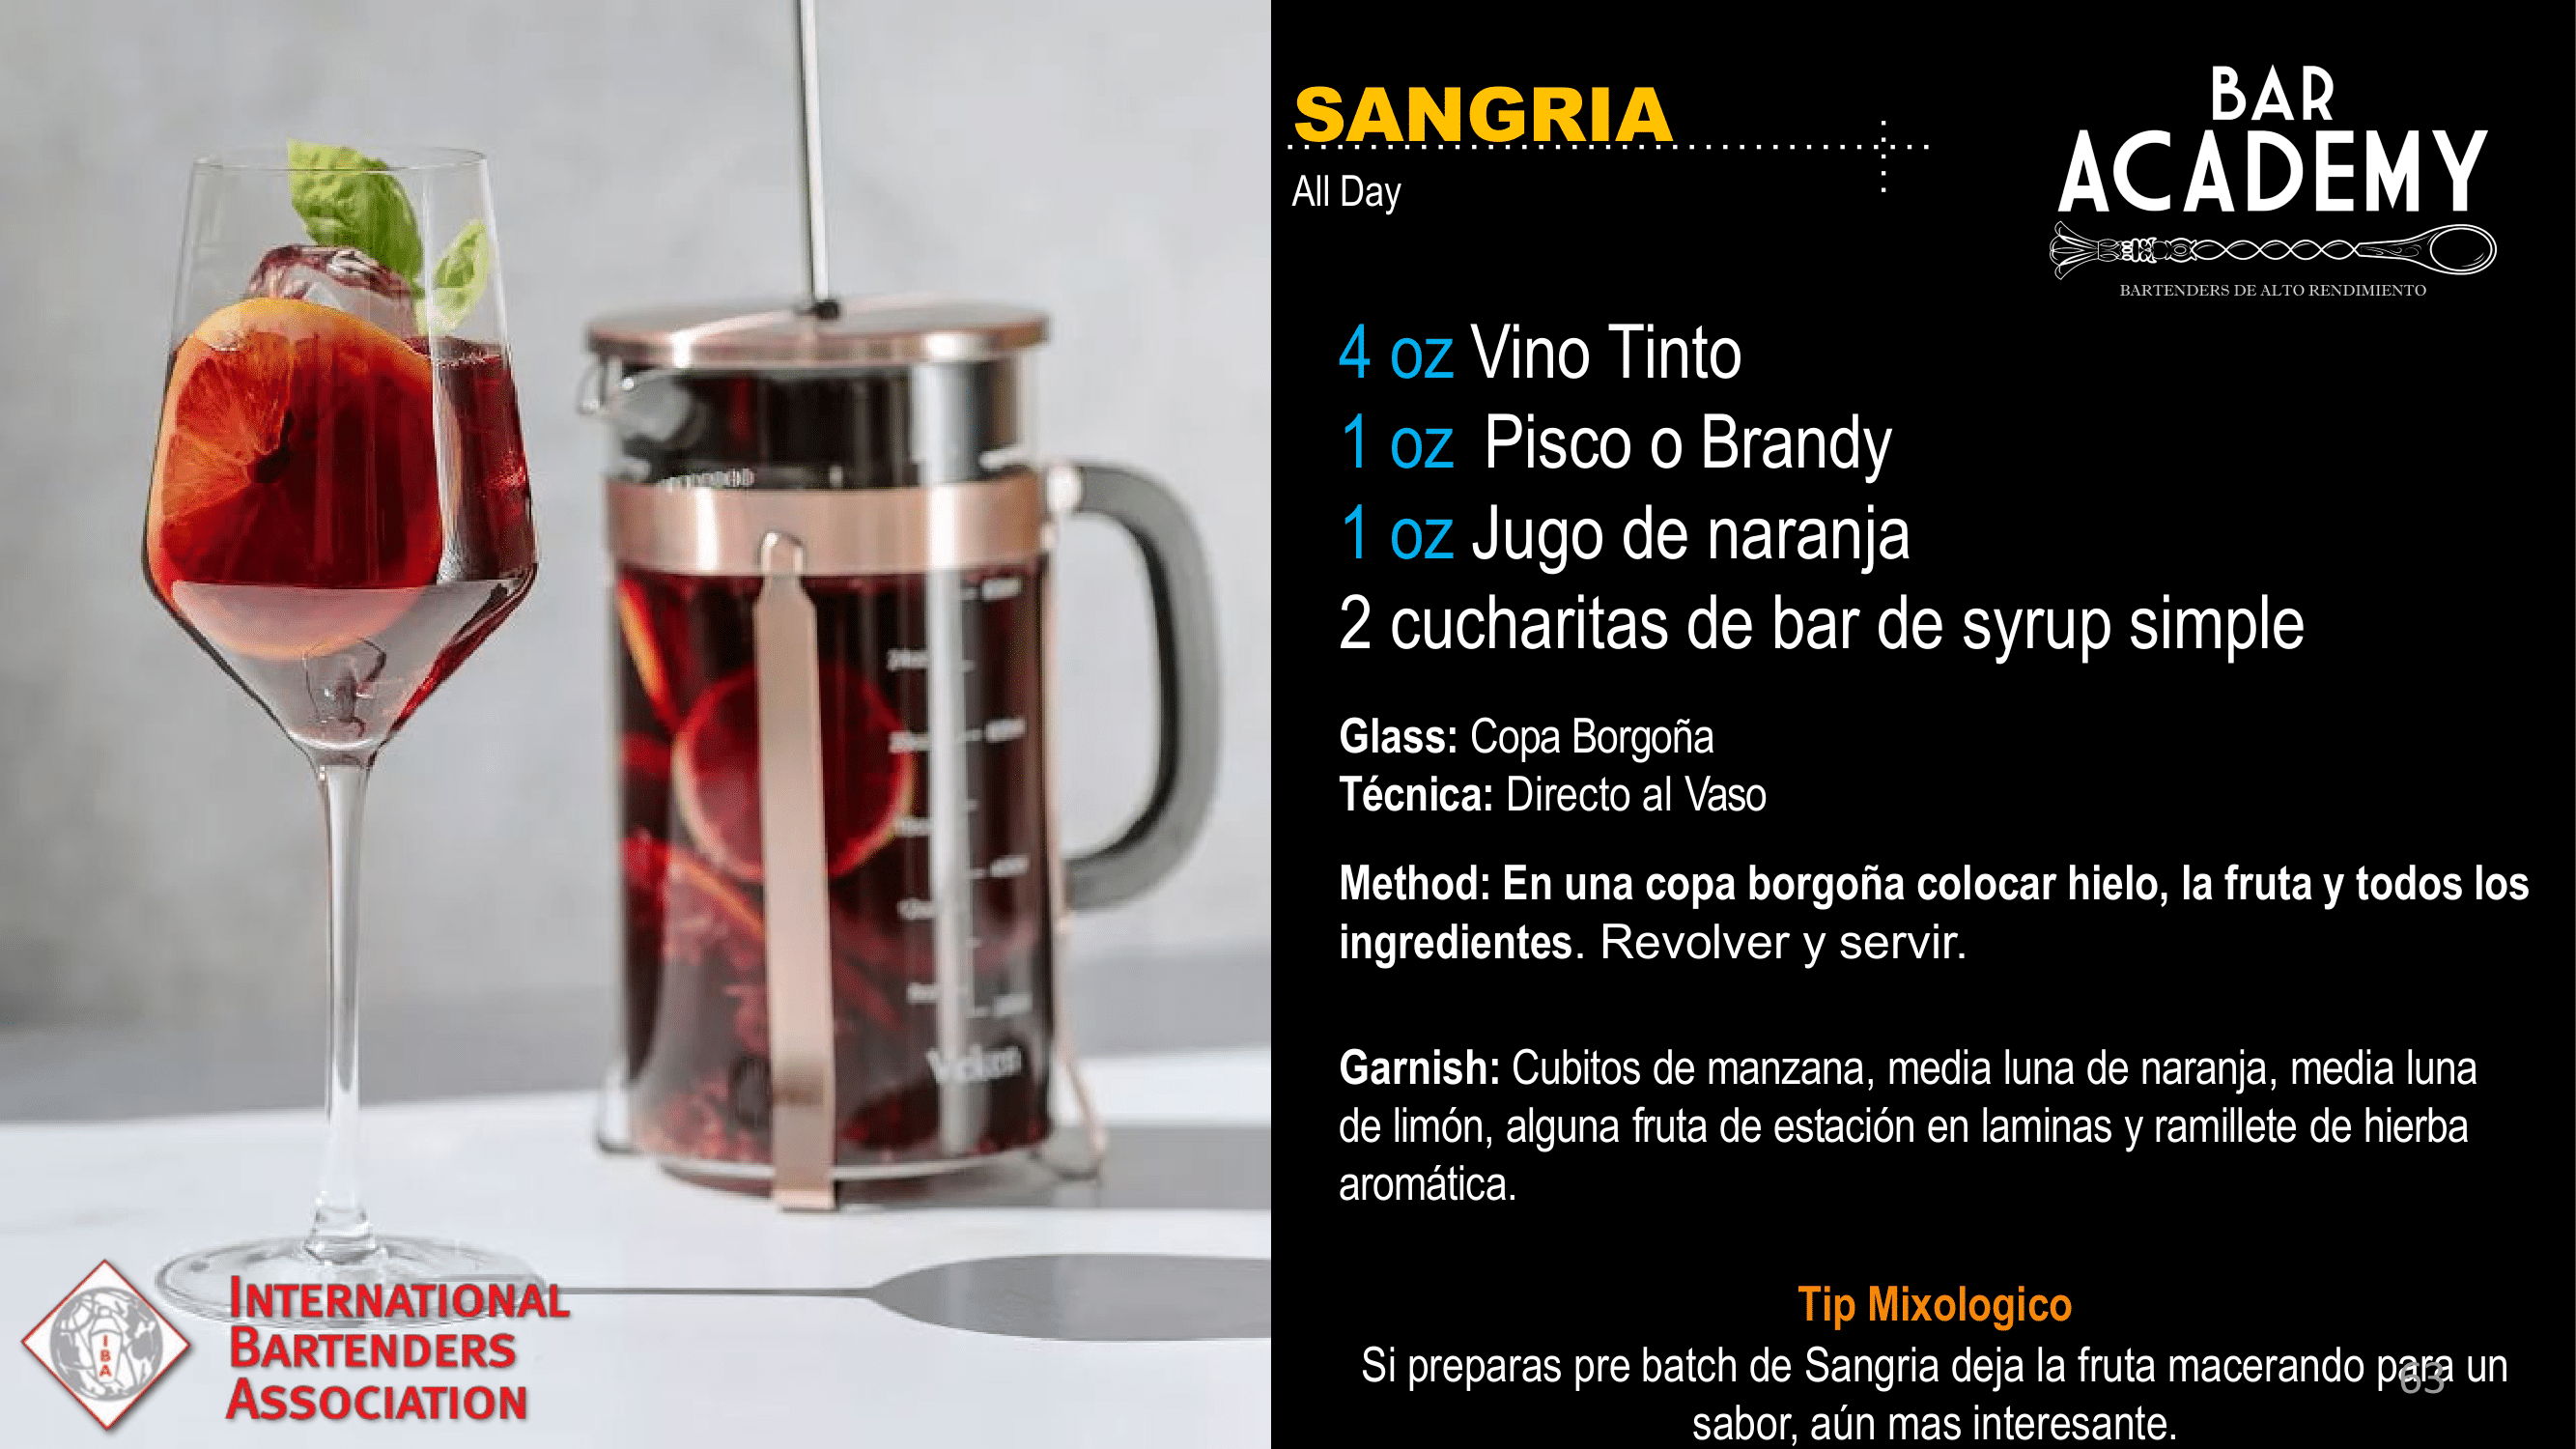 SANGRIA
All Day
BAR
ACADEMY
BARTENDERS DE ALTO RENDIMIENTO
4 oz Vino Tinto
1 oz Pisco o Brandy
1 oz Jugo de naranja
2 cucharitas de bar de syrup simple
Glass: Copa Borgoña
Técnica: Directo al Vaso
Method: En una copa borgoña colocar hielo, la fruta y todos los
ingredientes. Revolver y servir.
Garnish: Cubitos de manzana, media luna de naranja, media luna
de limón, alguna fruta de estación en laminas y ramillete de hierba
aromática.
Tip Mixologico
Si preparas pre batch de Sangria deja la fruta macerando para un
sabor, aún mas interesante.
63
IBA
INTERNATIONAL
BARTENDERS
ASSOCIATION